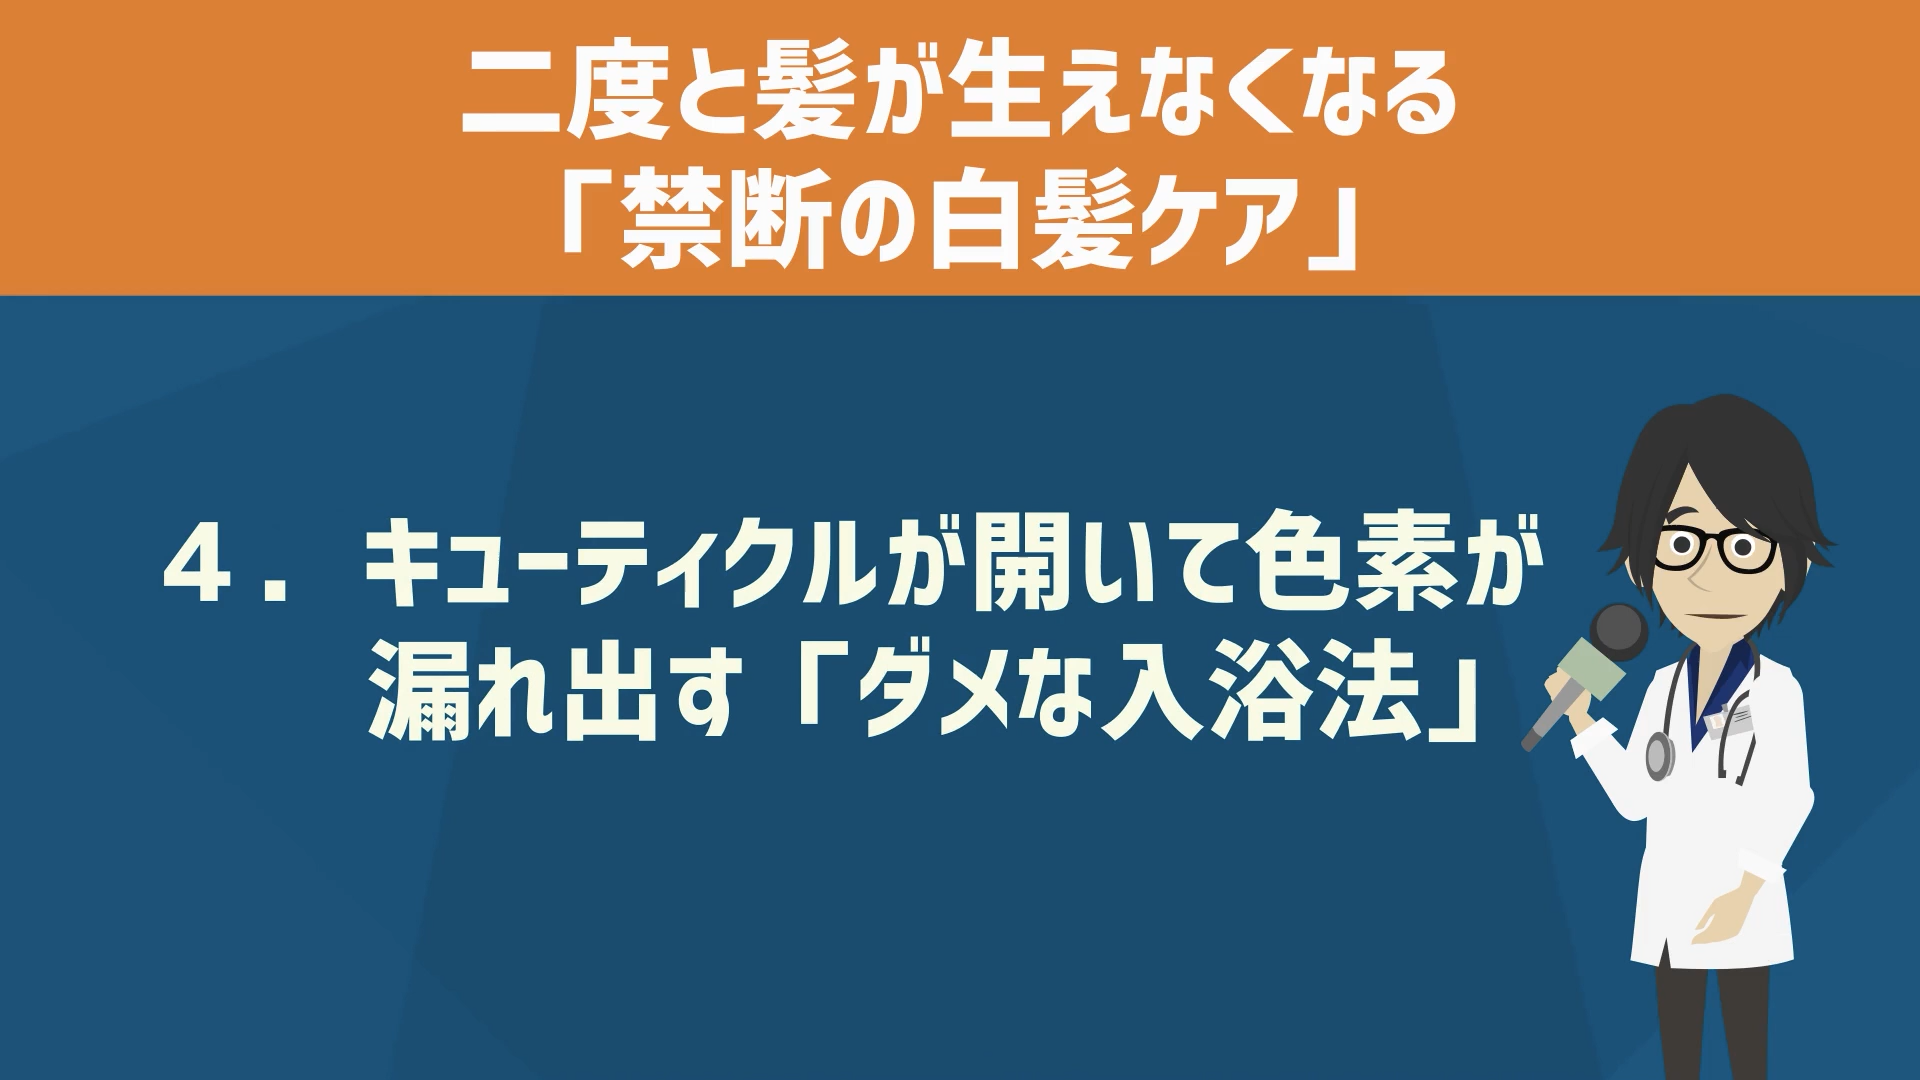 二度と髪が生えなくなる
「禁断の白髪ケア」
４．キューティクルが開いて色素が
漏れ出す「ダメな入浴法」